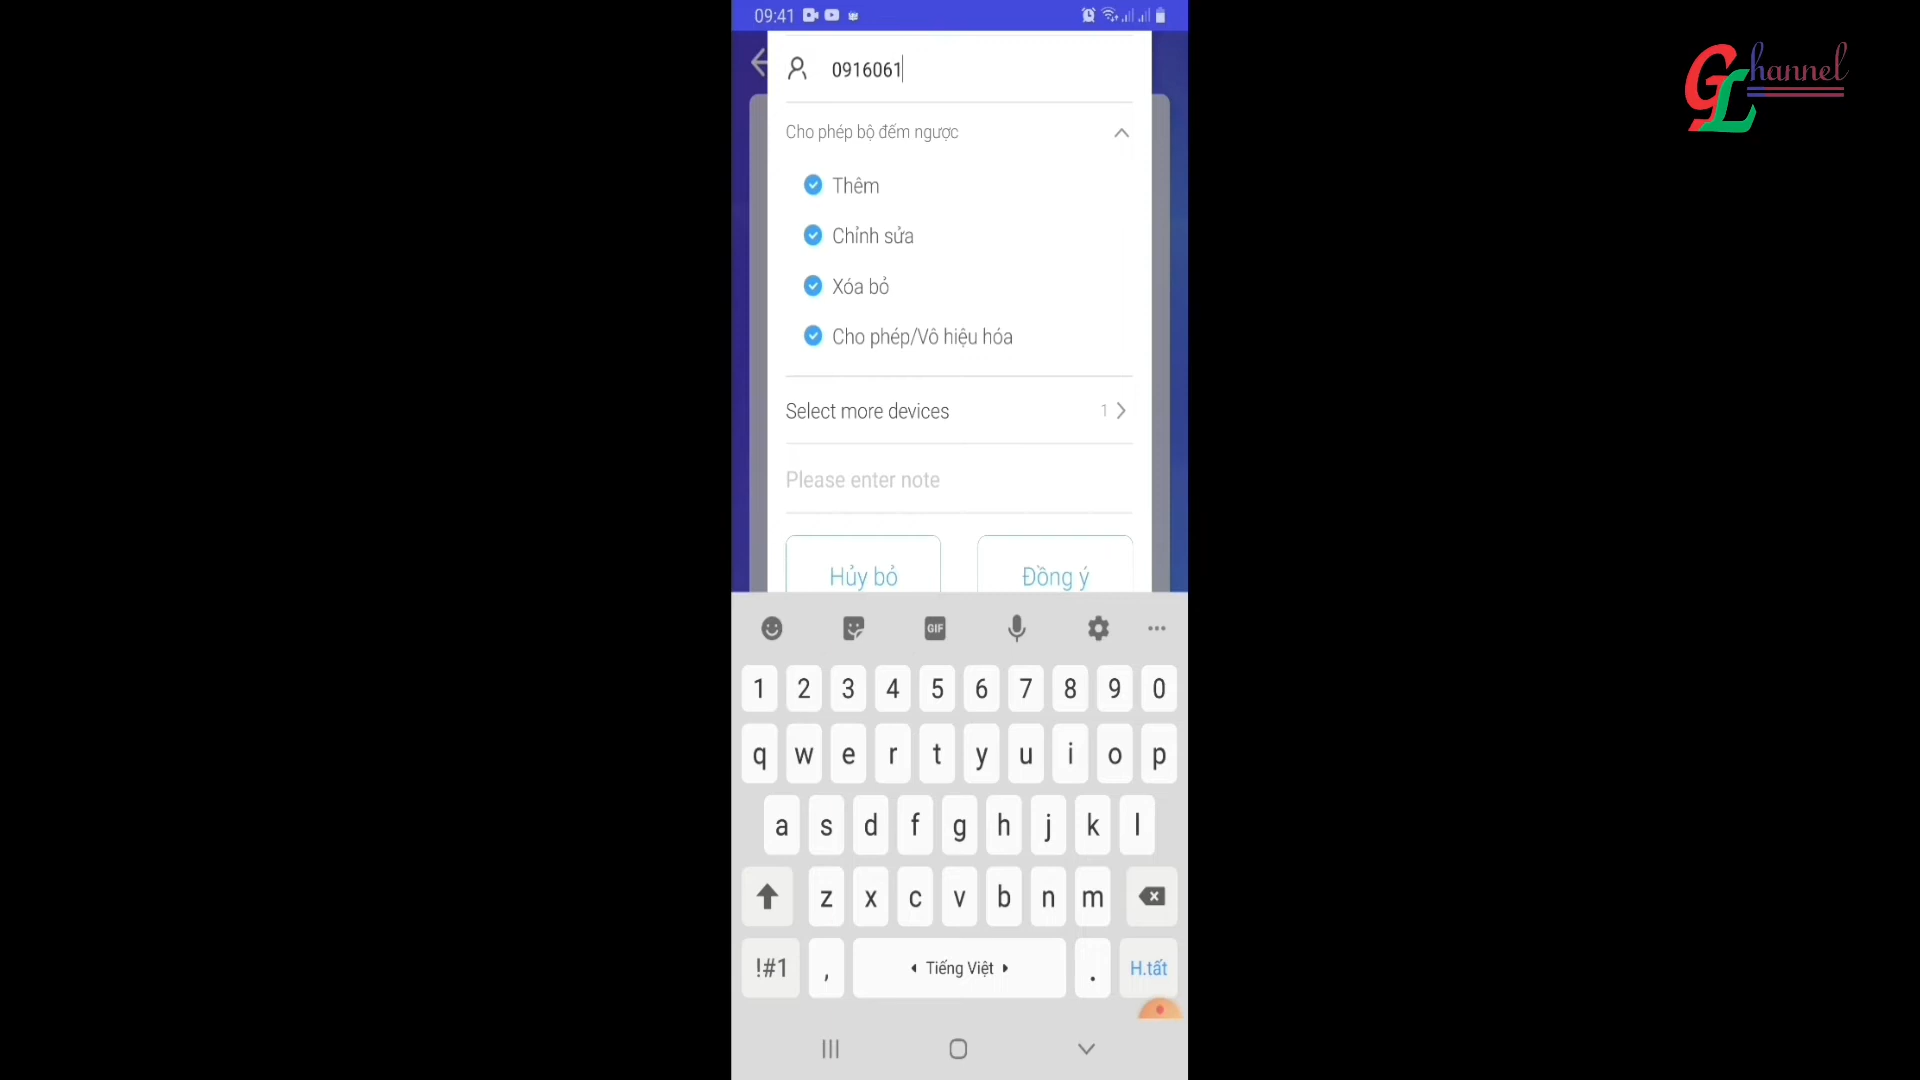 09:41
GL channel
0916061
Cho phép bộ đếm ngược
Thêm
Chỉnh sửa
Xóa bỏ
Cho phép/Vô hiệu hóa
Select more devices 1
Please enter note
Hủy bỏ Đồng ý
GIF
1 2 3 4 5 6 7 8 9 0
q w e r t y u i o p
a s d f g h j k l
z x c v b n m
!#1 , Tiếng Việt . H.tất